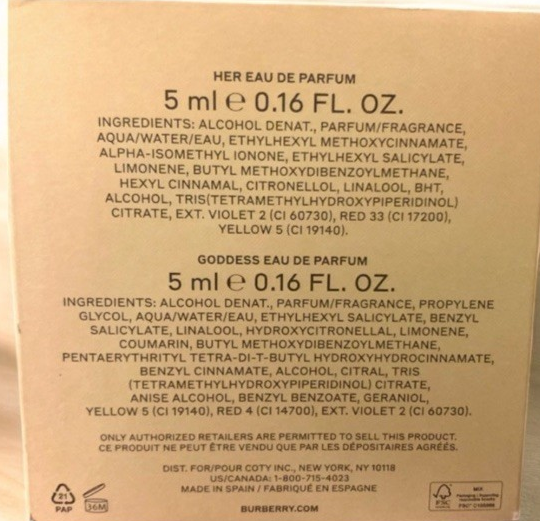 HER EAU DE PARFUM
5 ml e 0.16 FL. OZ.
INGREDIENTS: ALCOHOL DENAT., PARFUM/FRAGRANCE,
AQUA/WATER/EAU, ETHYLHEXYL METHOXYCINNAMATE,
ALPHA-ISOMETHYL IONONE, ETHYLHEXYL SALICYLATE,
LIMONENE, BUTYL METHOXYDIBENZOYLMETHANE,
HEXYL CINNAMAL, CITRONELLOL, LINALOOL, BHT,
ALCOHOL, TRIS(TETRAMETHYLHYDROXYPIPERIDINOL)
CITRATE, EXT. VIOLET 2 (CI 60730), RED 33 (CI 17200),
YELLOW 5 (CI 19140).
GODDESS EAU DE PARFUM
5 ml e 0.16 FL. OZ.
INGREDIENTS: ALCOHOL DENAT., PARFUM/FRAGRANCE, PROPYLENE
GLYCOL, AQUA/WATER/EAU, ETHYLHEXYL SALICYLATE, BENZYL
SALICYLATE, LINALOOL, HYDROXYCITRONELLAL, LIMONENE,
COUMARIN, BUTYL METHOXYDIBENZOYLMETHANE,
PENTAERYTHRITYL TETRA-DI-T-BUTYL HYDROXYHYDROCINNAMATE,
BENZYL CINNAMATE, ALCOHOL, CITRAL, TRIS
(TETRAMETHYLHYDROXYPIPERIDINOL) CITRATE,
ANISE ALCOHOL, BENZYL BENZOATE, GERANIOL,
YELLOW 5 (CI 19140), RED 4 (CI 14700), EXT. VIOLET 2 (CI 60730).
ONLY AUTHORIZED RETAILERS ARE PERMITTED TO SELL THIS PRODUCT.
CE PRODUIT NE PEUT ÊTRE VENDU QUE PAR LES DÉPOSITAIRES AGRÉÉS.
DIST. FOR/POUR COTY INC., NEW YORK, NY 10118
US/CANADA: 1-800-715-4023
MADE IN SPAIN / FABRIQUÉ EN ESPAGNE
BURBERRY.COM
21
PAP
36M
FSC
MIX